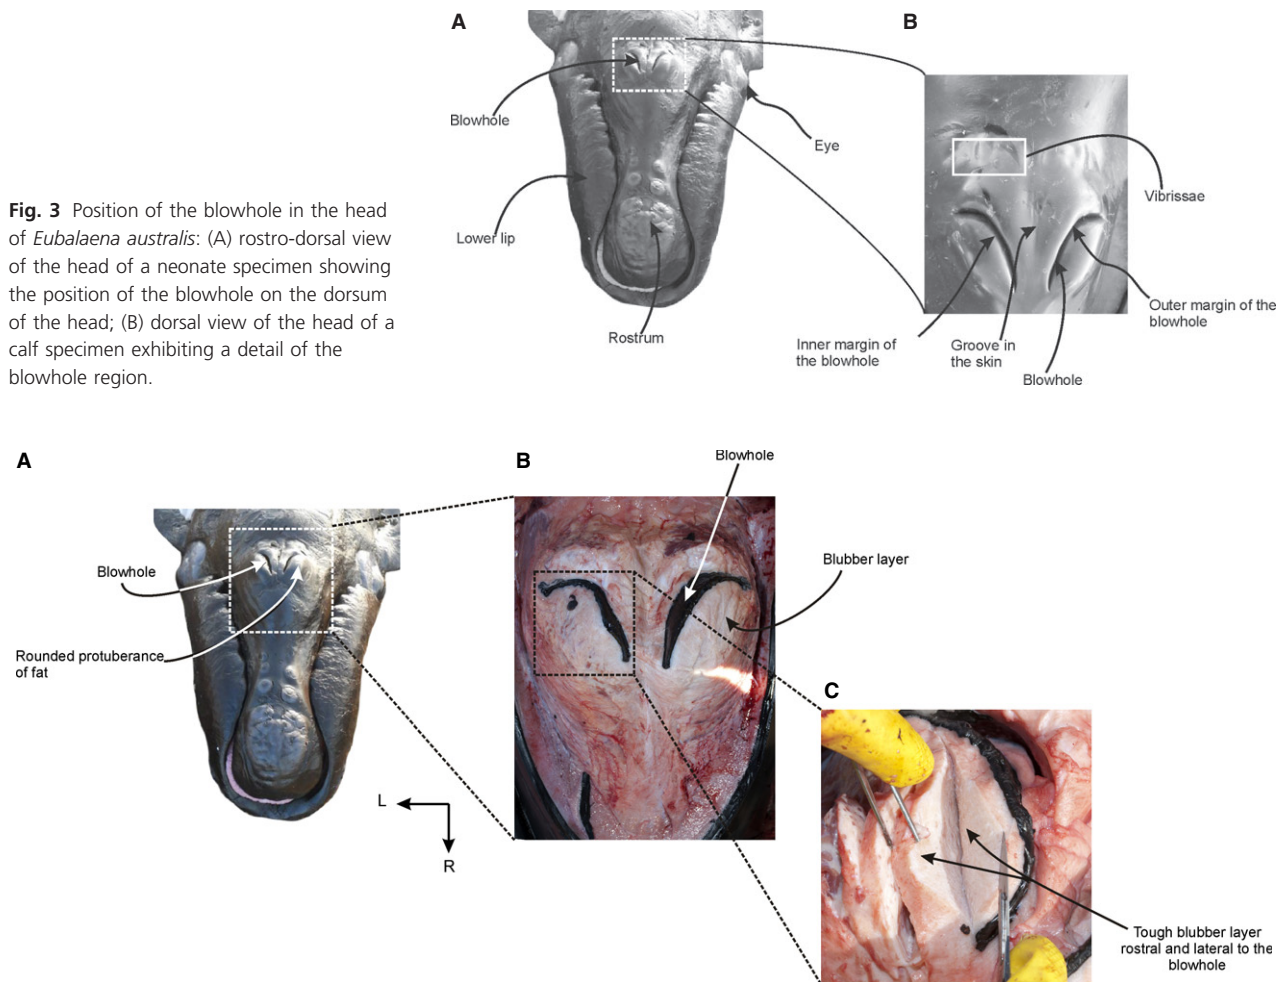 A
B
Blowhole
Eye
Vibrissae
Lower lip
Rostrum
Inner margin of
the blowhole
Groove in
the skin
Blowhole
Outer margin of the
blowhole
Fig. 3 Position of the blowhole in the head
of Eubalaena australis: (A) rostro-dorsal view
of the head of a neonate specimen showing
the position of the blowhole on the dorsum
of the head; (B) dorsal view of the head of a
calf specimen exhibiting a detail of the
blowhole region.
A
B
Blowhole
Blubber layer
Blowhole
Rounded protuberance
of fat
L
R
C
Tough blubber layer
rostral and lateral to the
blowhole